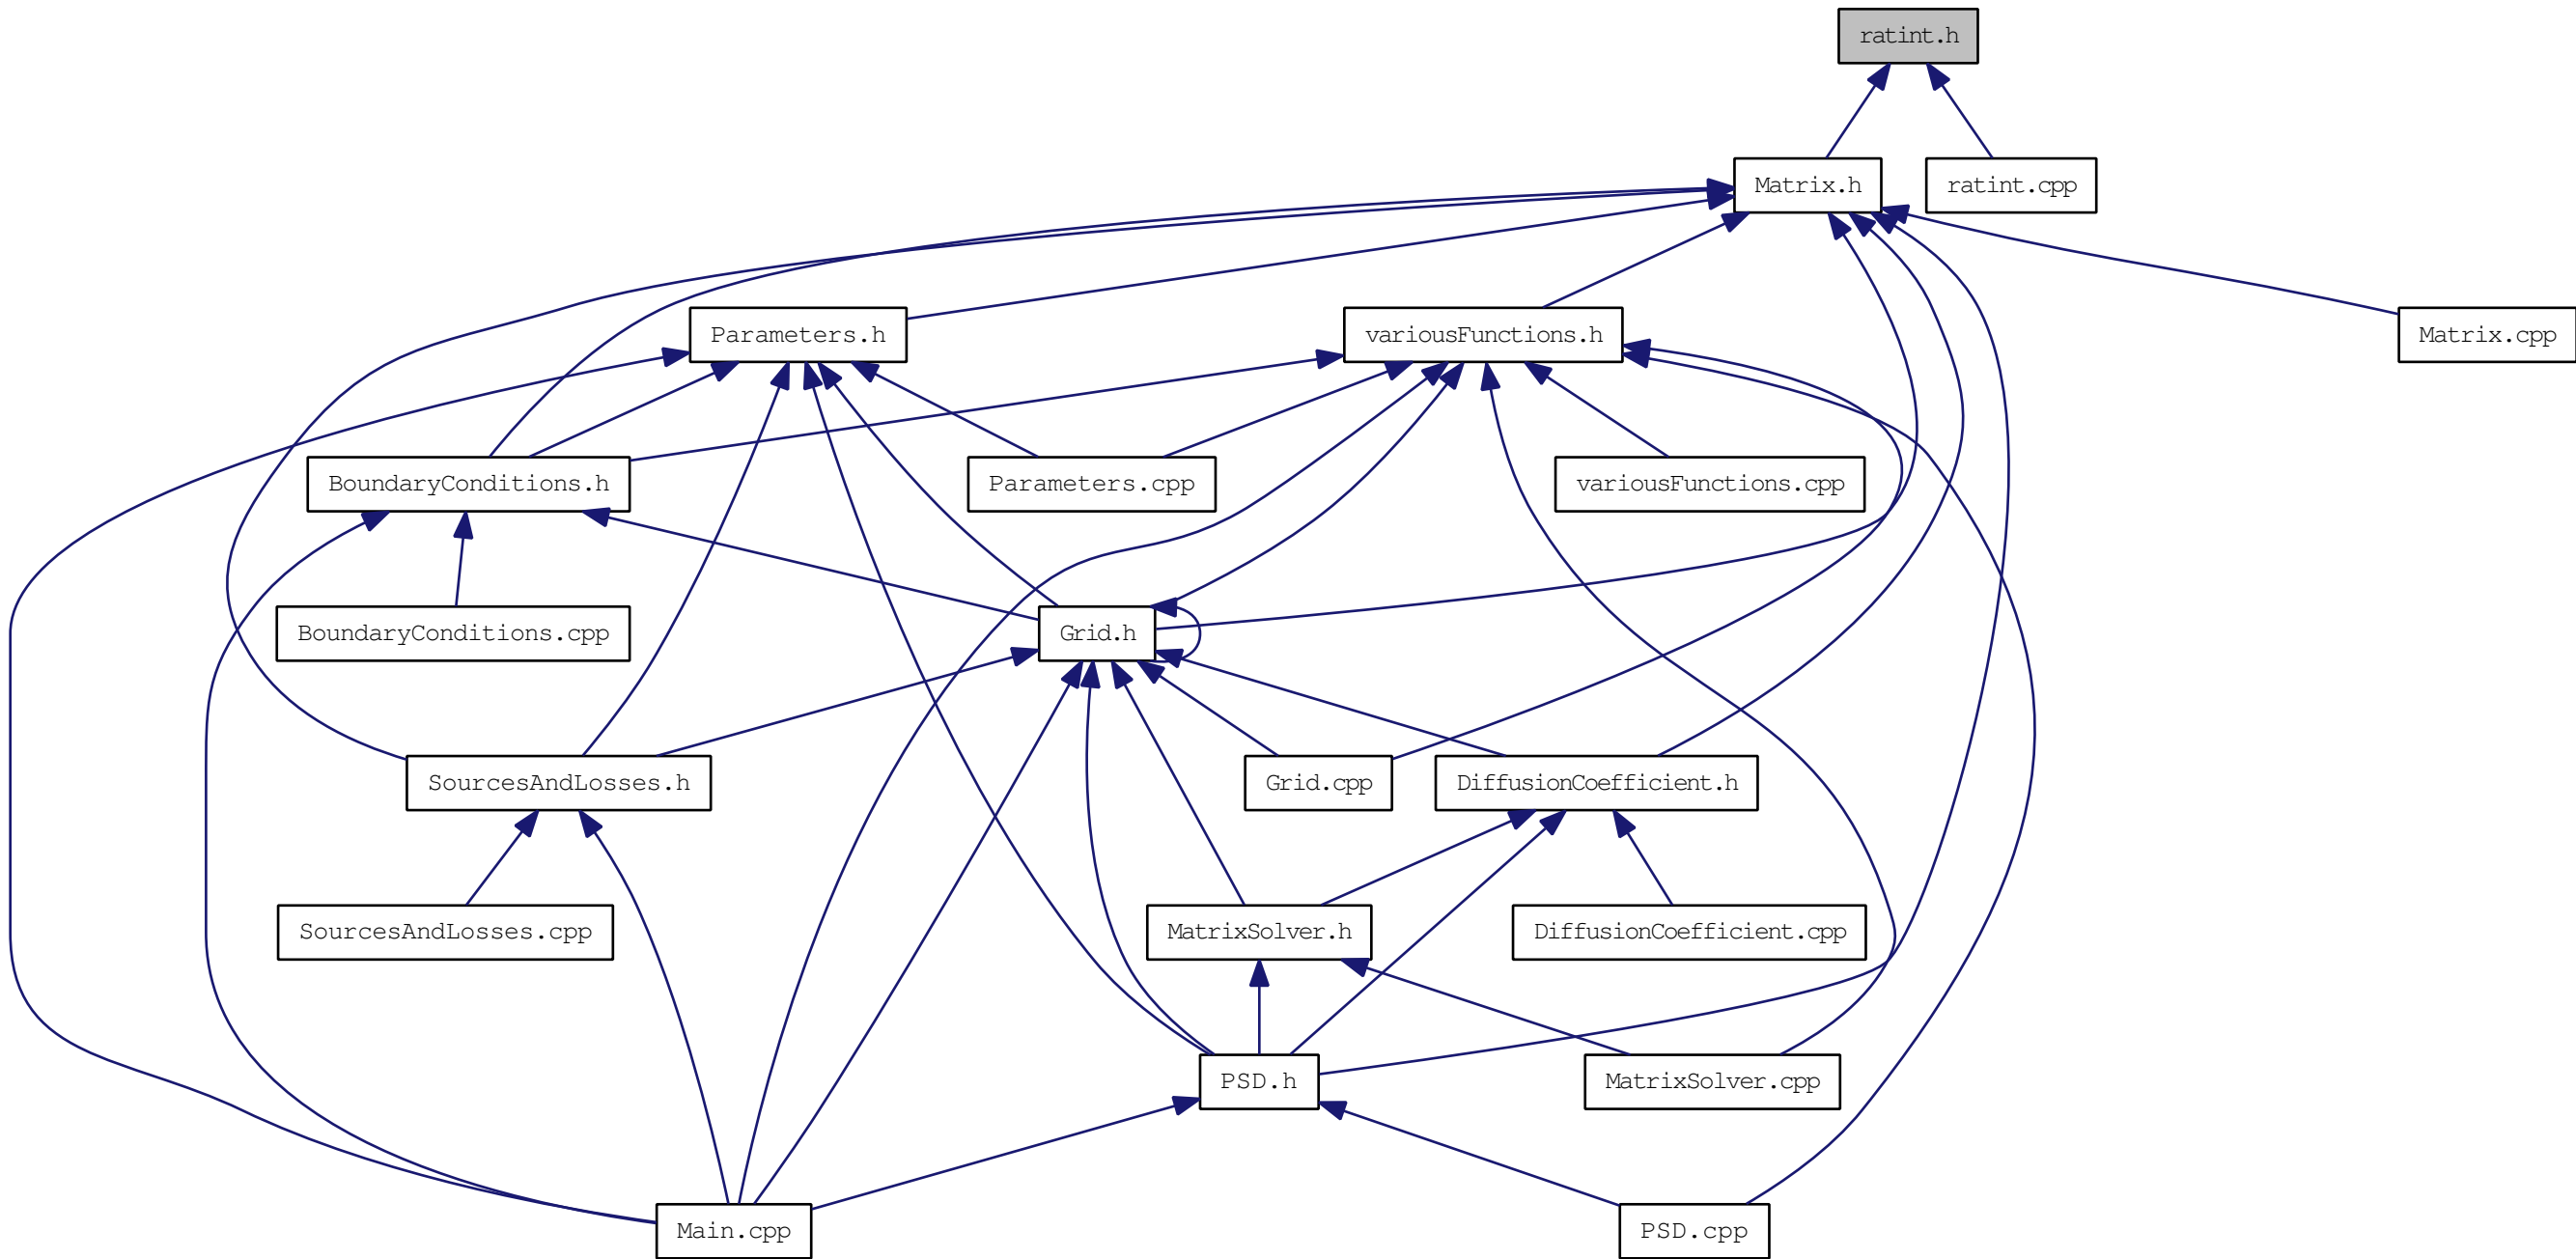 ratint.h
Matrix.h
ratint.cpp
Parameters.h
variousFunctions.h
Matrix.cpp
BoundaryConditions.h
Parameters.cpp
variousFunctions.cpp
BoundaryConditions.cpp
Grid.h
SourcesAndLosses.h
Grid.cpp
DiffusionCoefficient.h
SourcesAndLosses.cpp
MatrixSolver.h
DiffusionCoefficient.cpp
PSD.h
MatrixSolver.cpp
Main.cpp
PSD.cpp